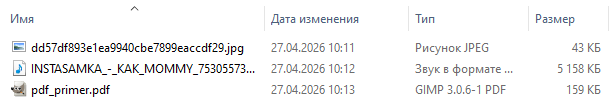 Имя Дата изменения Тип Размер
dd57df893e1ea9940cbe7899eaccdf29.jpg 27.04.2026 10:11 Рисунок JPEG 43 КБ
INSTASAMKA_-_KAK_MOMMY_75305573... 27.04.2026 10:12 Звук в формате ... 5 158 КБ
pdf_primer.pdf 27.04.2026 10:13 GIMP 3.0.6-1 PDF 159 КБ